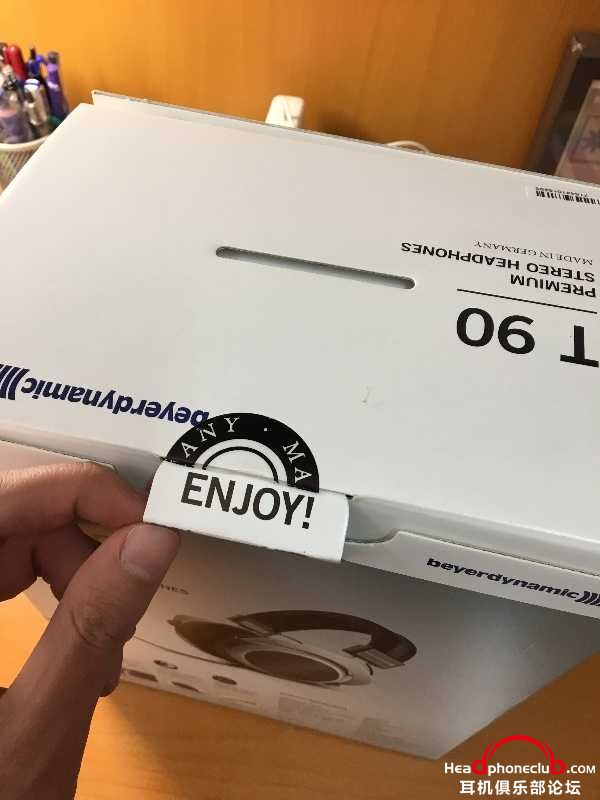 T 90
PREMIUM
STEREO HEADPHONES
MADE IN GERMANY
beyerdynamic
ANY · MA
ENJOY!
beyerdynamic
NES
Headphoneclub.com
耳机俱乐部论坛